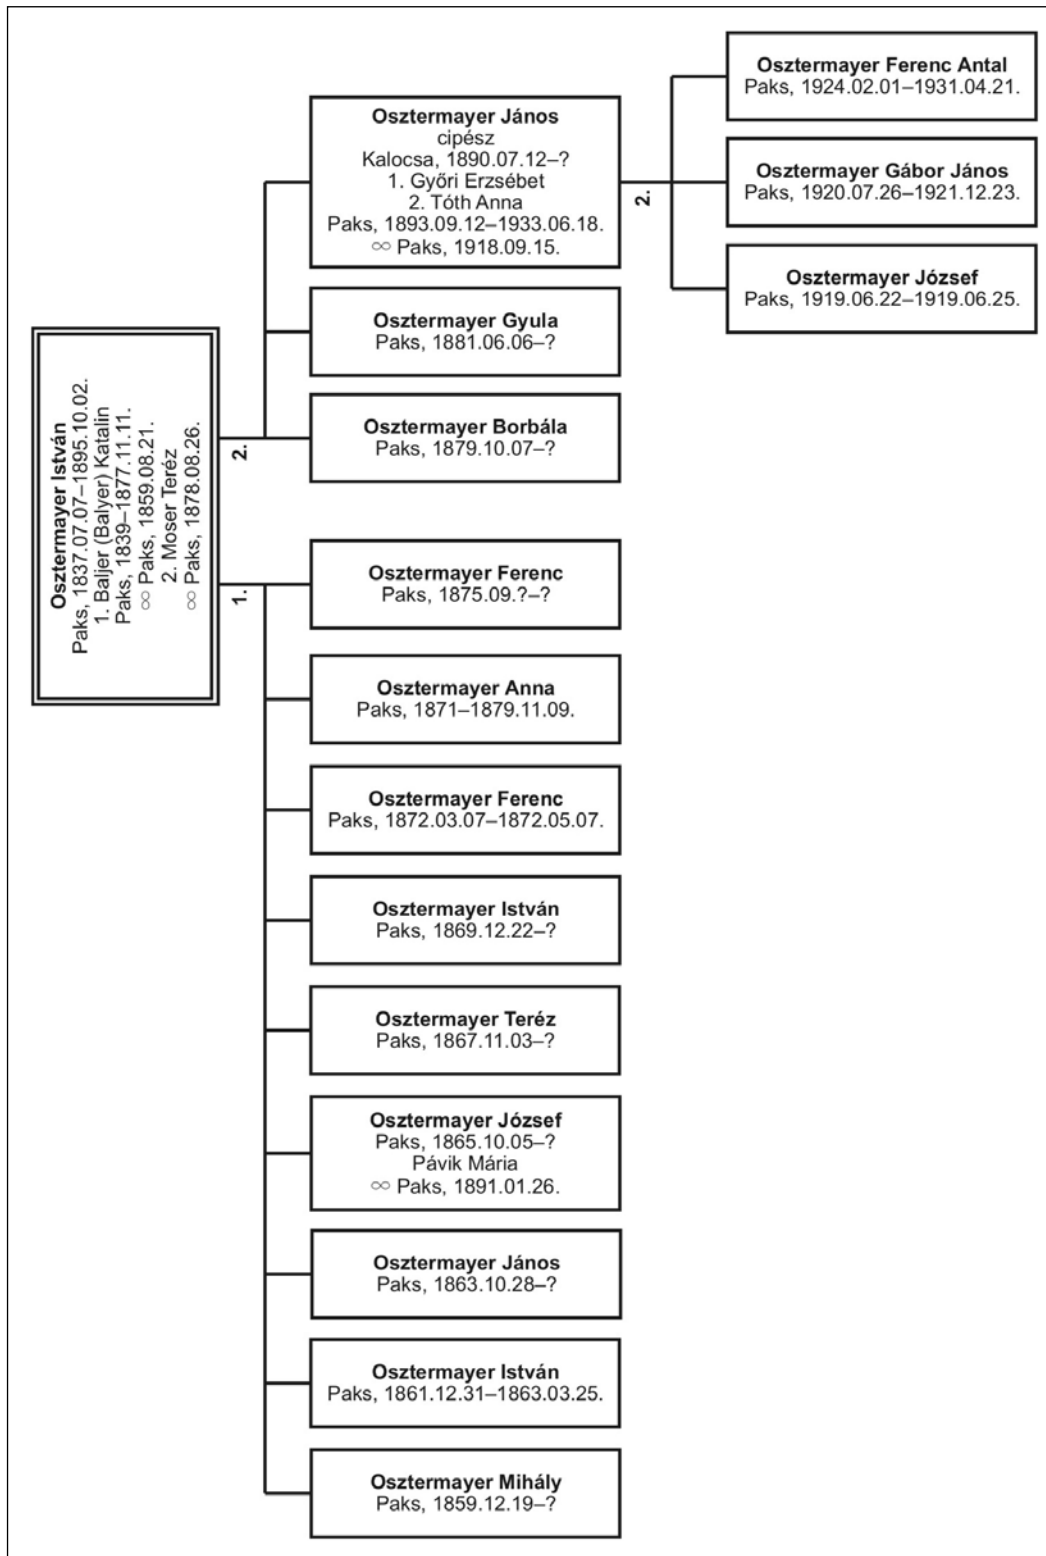 Osztermayer István
Paks, 1837.07.07–1895.10.02.
1. Baljer (Balyer) Katalin
Paks, 1839–1877.11.11.
∞ Paks, 1859.08.21.
2. Moser Teréz
∞ Paks, 1878.08.26.
2.
1.
Osztermayer János
cipész
Kalocsa, 1890.07.12–?
1. Győri Erzsébet
2. Tóth Anna
Paks, 1893.09.12–1933.06.18.
∞ Paks, 1918.09.15.
2.
Osztermayer Ferenc Antal
Paks, 1924.02.01–1931.04.21.
Osztermayer Gábor János
Paks, 1920.07.26–1921.12.23.
Osztermayer József
Paks, 1919.06.22–1919.06.25.
Osztermayer Gyula
Paks, 1881.06.06–?
Osztermayer Borbála
Paks, 1879.10.07–?
Osztermayer Ferenc
Paks, 1875.09.?–?
Osztermayer Anna
Paks, 1871–1879.11.09.
Osztermayer Ferenc
Paks, 1872.03.07–1872.05.07.
Osztermayer István
Paks, 1869.12.22–?
Osztermayer Teréz
Paks, 1867.11.03–?
Osztermayer József
Paks, 1865.10.05–?
Pávik Mária
∞ Paks, 1891.01.26.
Osztermayer János
Paks, 1863.10.28–?
Osztermayer István
Paks, 1861.12.31–1863.03.25.
Osztermayer Mihály
Paks, 1859.12.19–?